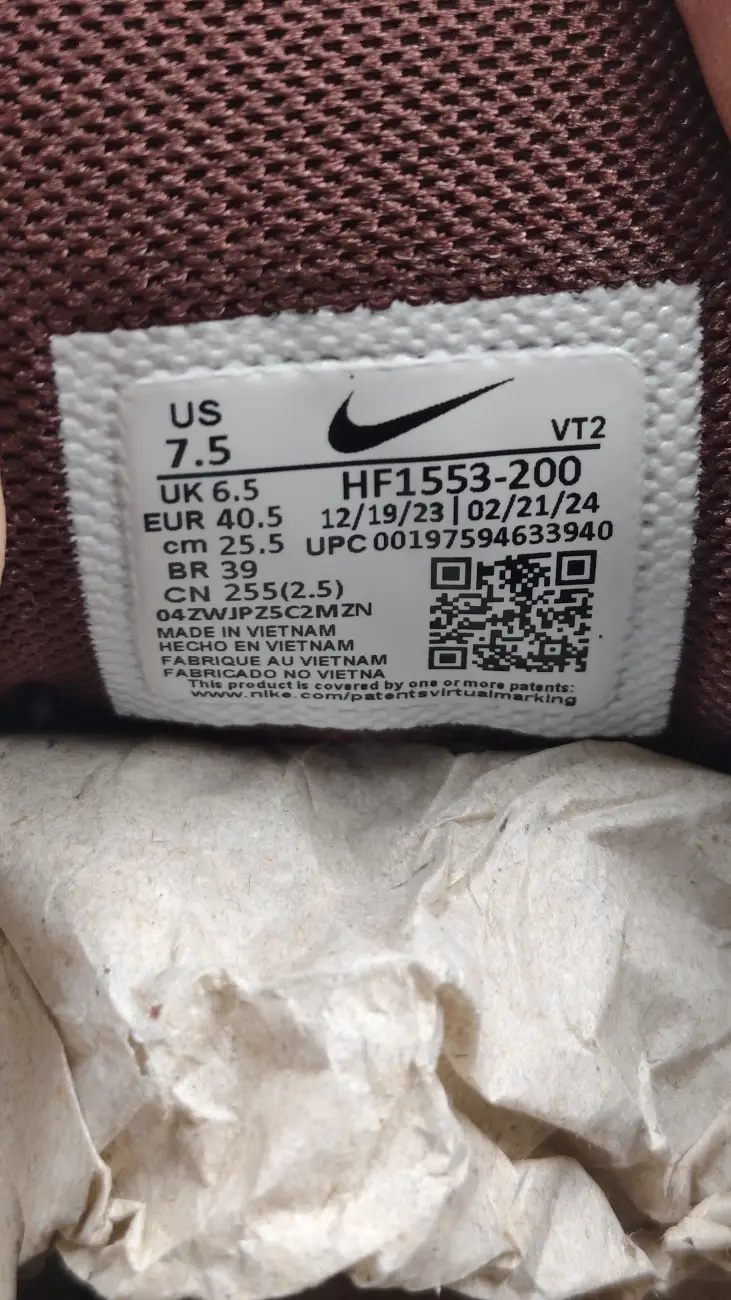 US
7.5
VT2
UK 6.5
HF1553-200
EUR 40.5
12/19/23 | 02/21/24
cm 25.5
UPC 00197594633940
BR 39
CN 255(2.5)
04ZWJPZ5C2MZN
MADE IN VIETNAM
HECHO EN VIETNAM
FABRIQUE AU VIETNAM
FABRICADO NO VIETNA
This product is covered by one or more patents:
www.nike.com/patentsvirtualmarking